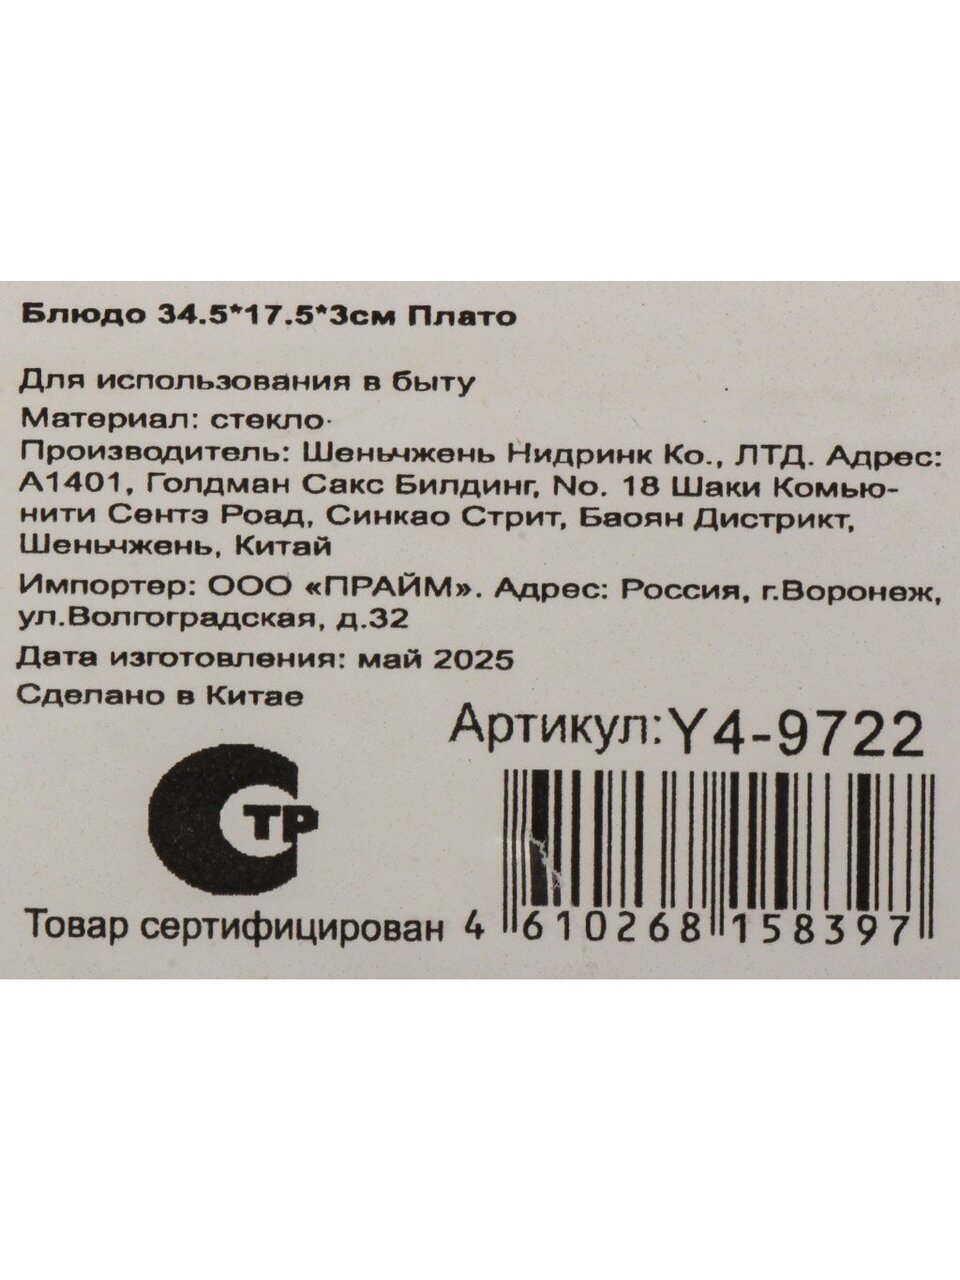 Блюдо 34.5*17.5*3см Плато
Для использования в быту
Материал: стекло
Производитель: Шеньчжень Нидринк Ко., ЛТД. Адрес:
А1401, Голдман Сакс Билдинг, No. 18 Шаки Комью-
нити Сентэ Роад, Синкао Стрит, Баоян Дистрикт,
Шеньчжень, Китай
Импортер: ООО «ПРАЙМ». Адрес: Россия, г.Воронеж,
ул.Волгоградская, д.32
Дата изготовления: май 2025
Сделано в Китае
Артикул:Y4-9722
СТР
Товар сертифицирован
4 610268 158397